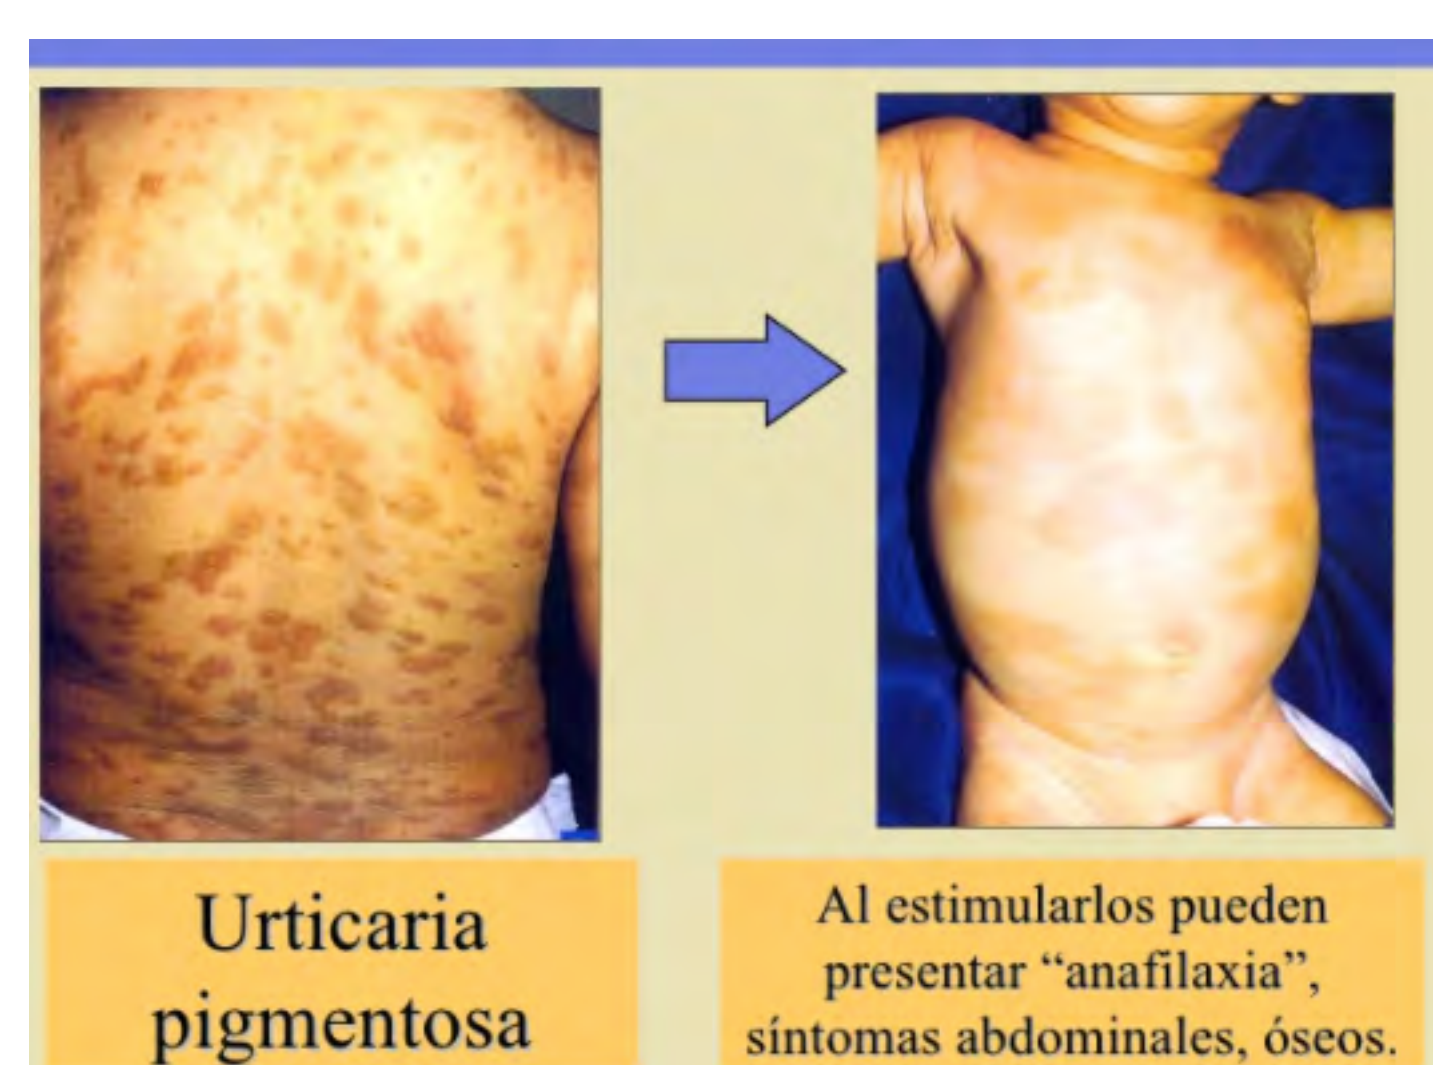 Urticaria
pigmentosa
Al estimularlos pueden
presentar “anafilaxia”,
síntomas abdominales, óseos.